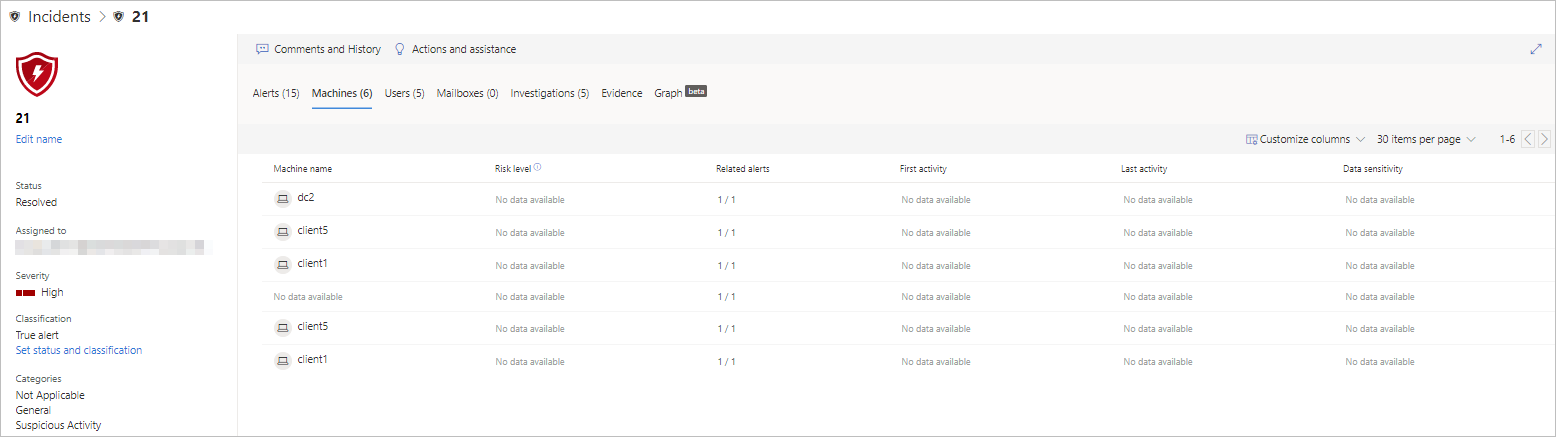 Incidents > 21
21
Edit name
Status
Resolved
Assigned to
Severity
High
Classification
True alert
Set status and classification
Categories
Not Applicable
General
Suspicious Activity
Comments and History Actions and assistance
Alerts (15) Machines (6) Users (5) Mailboxes (0) Investigations (5) Evidence Graph beta
Customize columns 30 items per page 1-6
Machine name Risk level Related alerts First activity Last activity Data sensitivity
dc2 No data available 1 / 1 No data available No data available No data available
client5 No data available 1 / 1 No data available No data available No data available
client1 No data available 1 / 1 No data available No data available No data available
No data available No data available 1 / 1 No data available No data available No data available
client5 No data available 1 / 1 No data available No data available No data available
client1 No data available 1 / 1 No data available No data available No data available